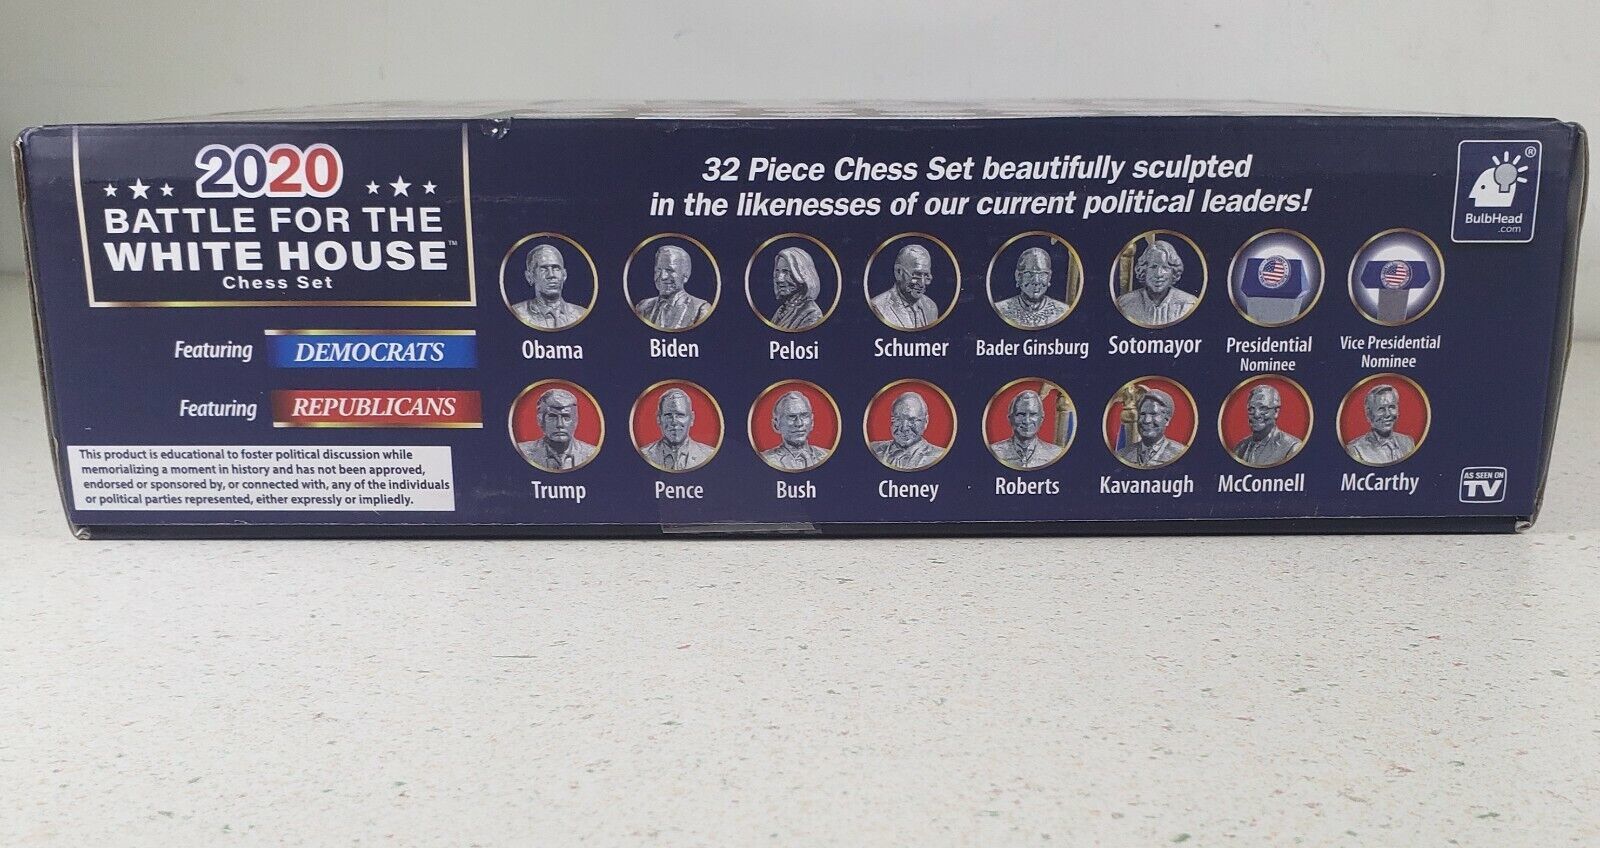 2020
BATTLE FOR THE
WHITE HOUSE™
Chess Set
32 Piece Chess Set beautifully sculpted
in the likenesses of our current political leaders!
®
BulbHead
.com
Featuring DEMOCRATS
Obama Biden Pelosi Schumer Bader Ginsburg Sotomayor Presidential Nominee Vice Presidential Nominee
Featuring REPUBLICANS
Trump Pence Bush Cheney Roberts Kavanaugh McConnell McCarthy
This product is educational to foster political discussion while
memorializing a moment in history and has not been approved,
endorsed or sponsored by, or connected with, any of the individuals
or political parties represented, either expressly or impliedly.
AS SEEN ON
TV